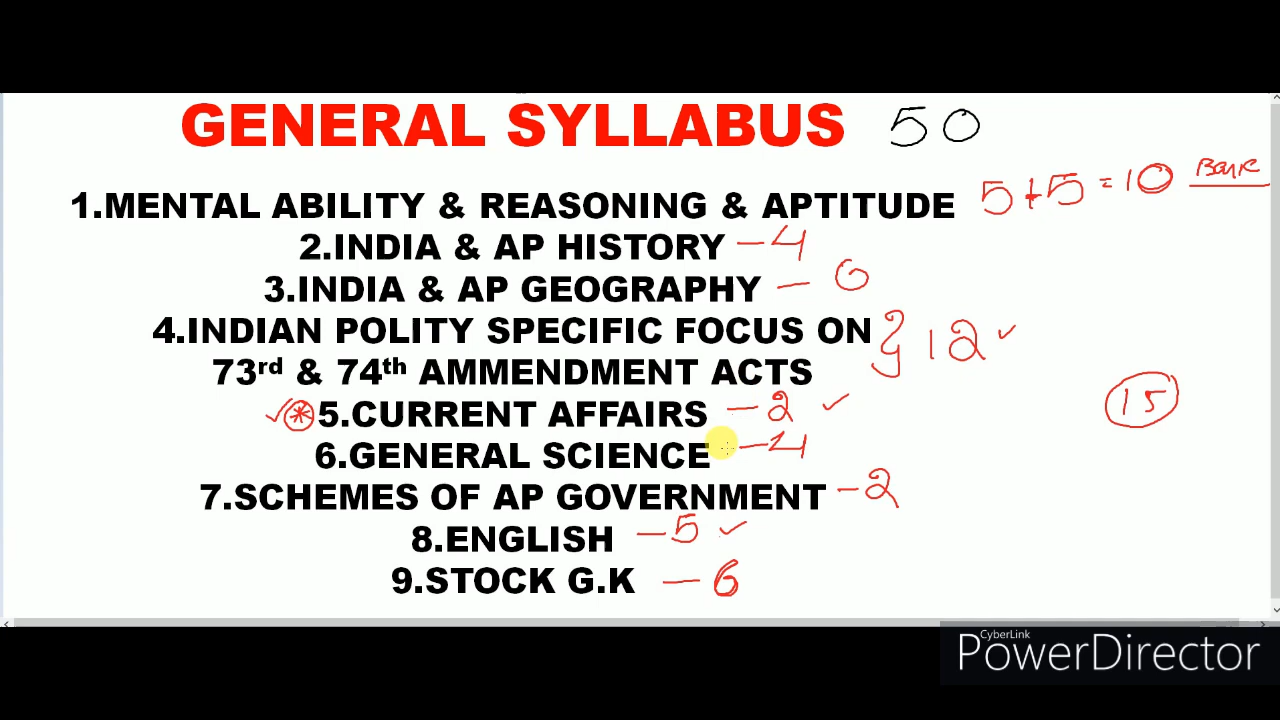 GENERAL SYLLABUS 50
1.MENTAL ABILITY & REASONING & APTITUDE 5+5=10 Bank
2.INDIA & AP HISTORY -4
3.INDIA & AP GEOGRAPHY - 0
4.INDIAN POLITY SPECIFIC FOCUS ON
73rd & 74th AMMENDMENT ACTS } 12 ✓
✓ * 5.CURRENT AFFAIRS -2 ✓
15
6.GENERAL SCIENCE -4
7.SCHEMES OF AP GOVERNMENT -2
8.ENGLISH -5 ✓
9.STOCK G.K -6
CyberLink
PowerDirector